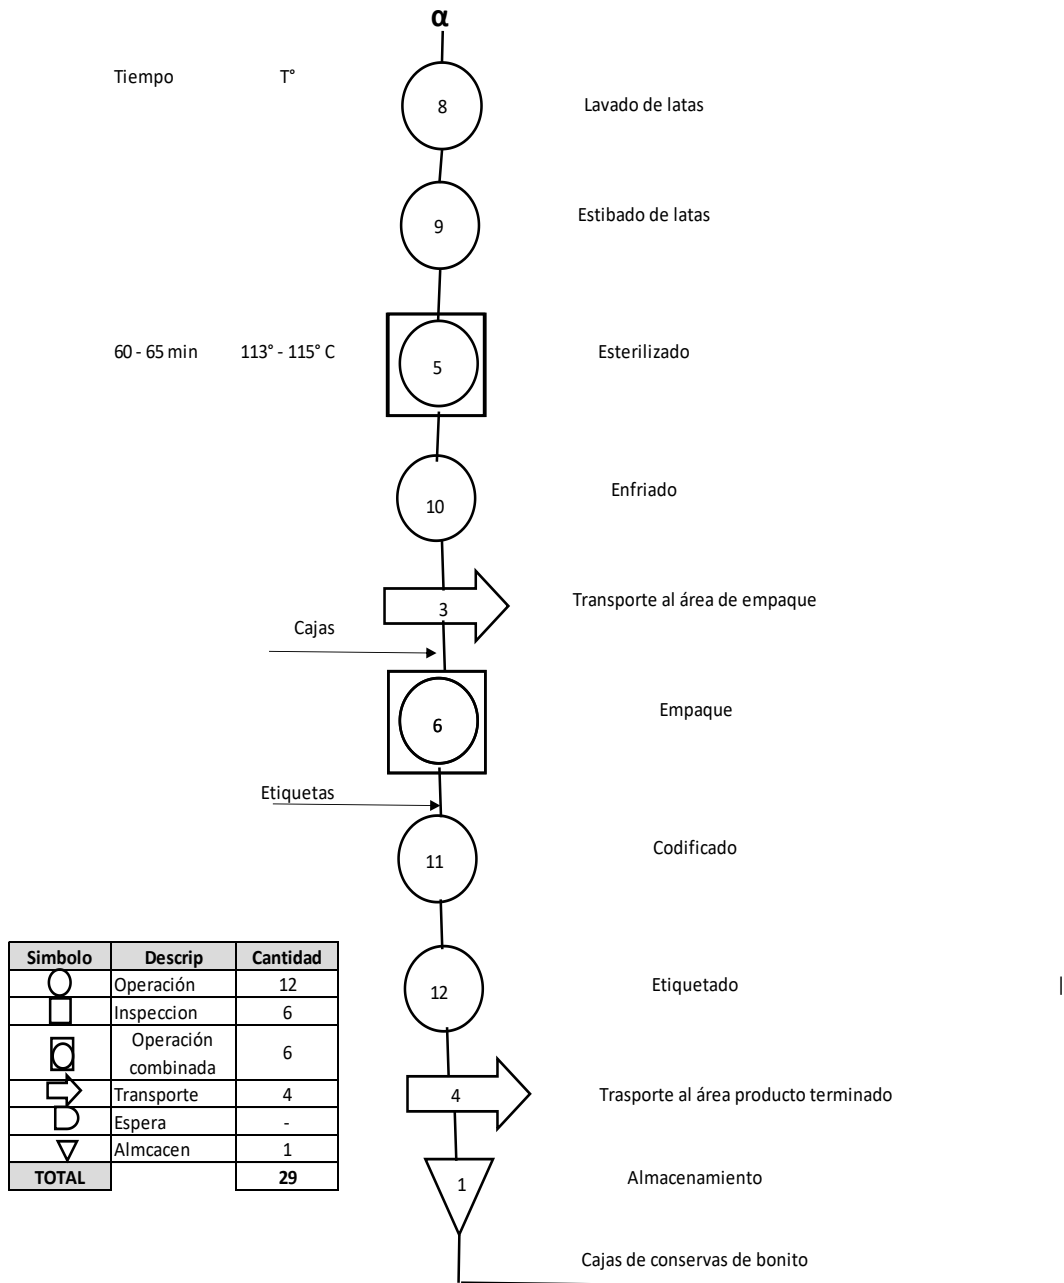 α
Tiempo T°
8 Lavado de latas
9 Estibado de latas
60 - 65 min 113° - 115° C 5 Esterilizado
10 Enfriado
3 Transporte al área de empaque
Cajas
6 Empaque
Etiquetas
11 Codificado
12 Etiquetado
4 Trasporte al área producto terminado
1 Almacenamiento
Cajas de conservas de bonito
Simbolo Descrip Cantidad
Operación 12
Inspeccion 6
Operación
combinada 6
Transporte 4
Espera -
Almcacen 1
TOTAL 29